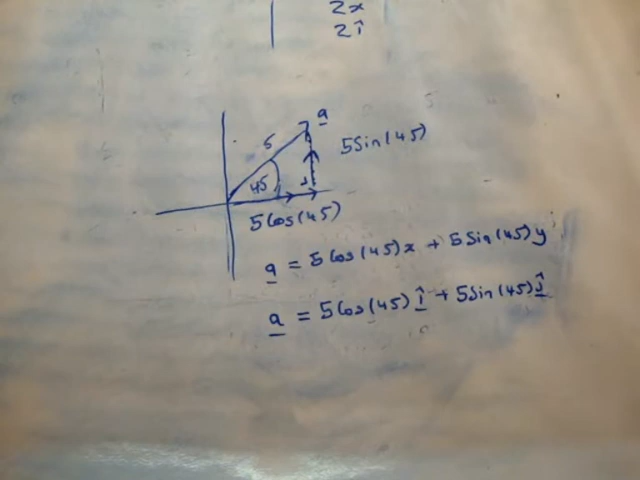 2x
2î
a
5
5Sin(45)
45
5Cos(45)
a = 5Cos(45)x + 5Sin(45)y
a = 5Cos(45)î + 5Sin(45)ĵ